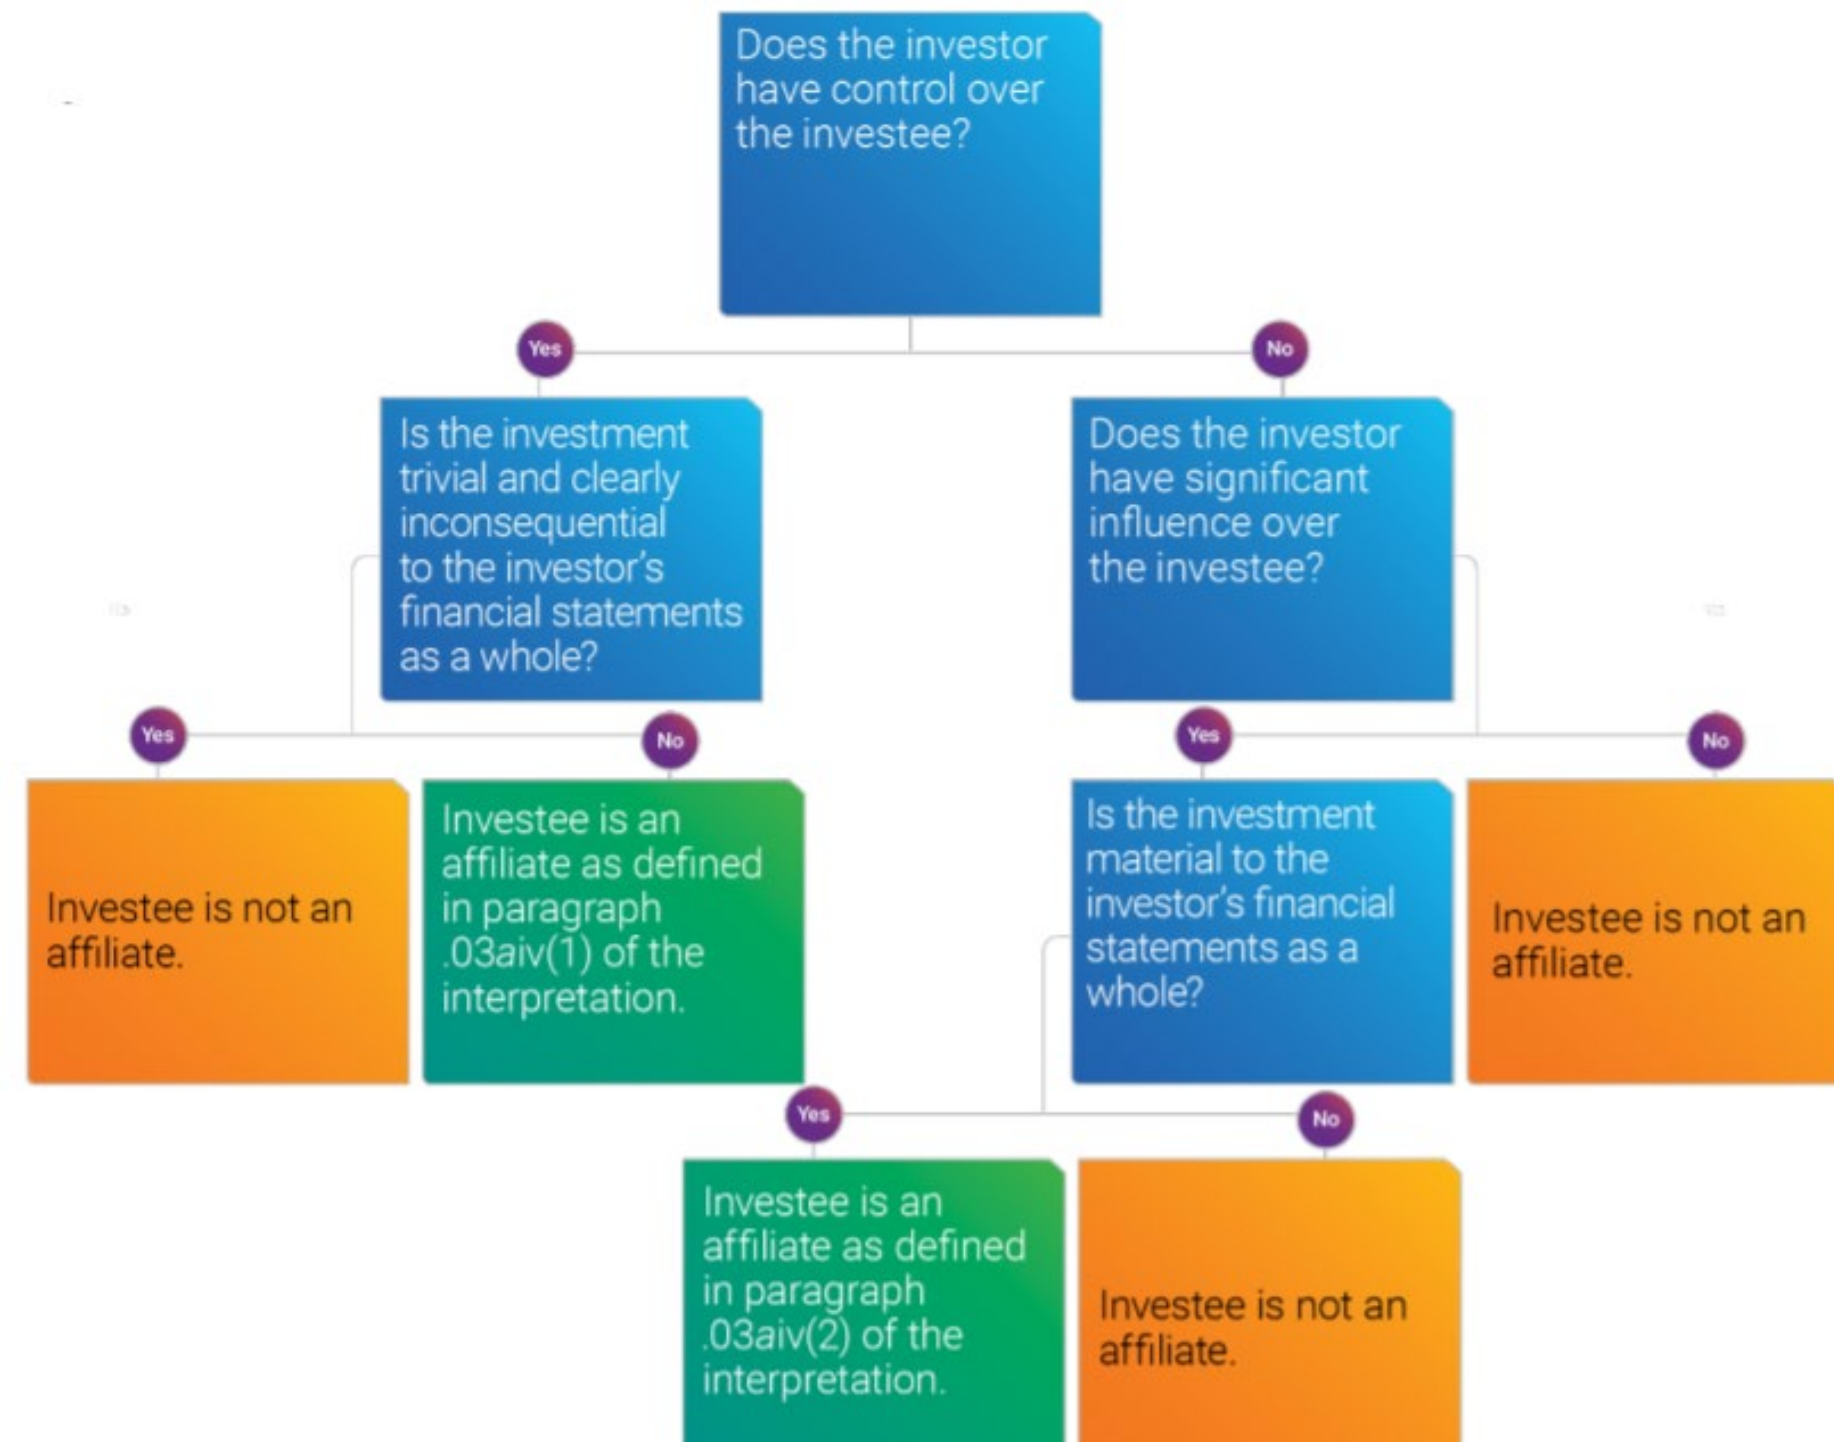 Does the investor
have control over
the investee?
Yes
No
Is the investment
trivial and clearly
inconsequential
to the investor's
financial statements
as a whole?
Does the investor
have significant
influence over
the investee?
Yes
No
Yes
No
Investee is not an
affiliate.
Investee is an
affiliate as defined
in paragraph
.03aiv(1) of the
interpretation.
Is the investment
material to the
investor's financial
statements as a
whole?
Investee is not an
affiliate.
Yes
No
Investee is an
affiliate as defined
in paragraph
.03aiv(2) of the
interpretation.
Investee is not an
affiliate.